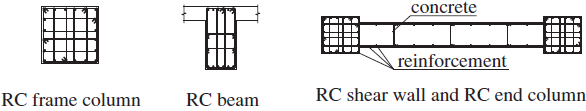 concrete
reinforcement
RC frame column
RC beam
RC shear wall and RC end column